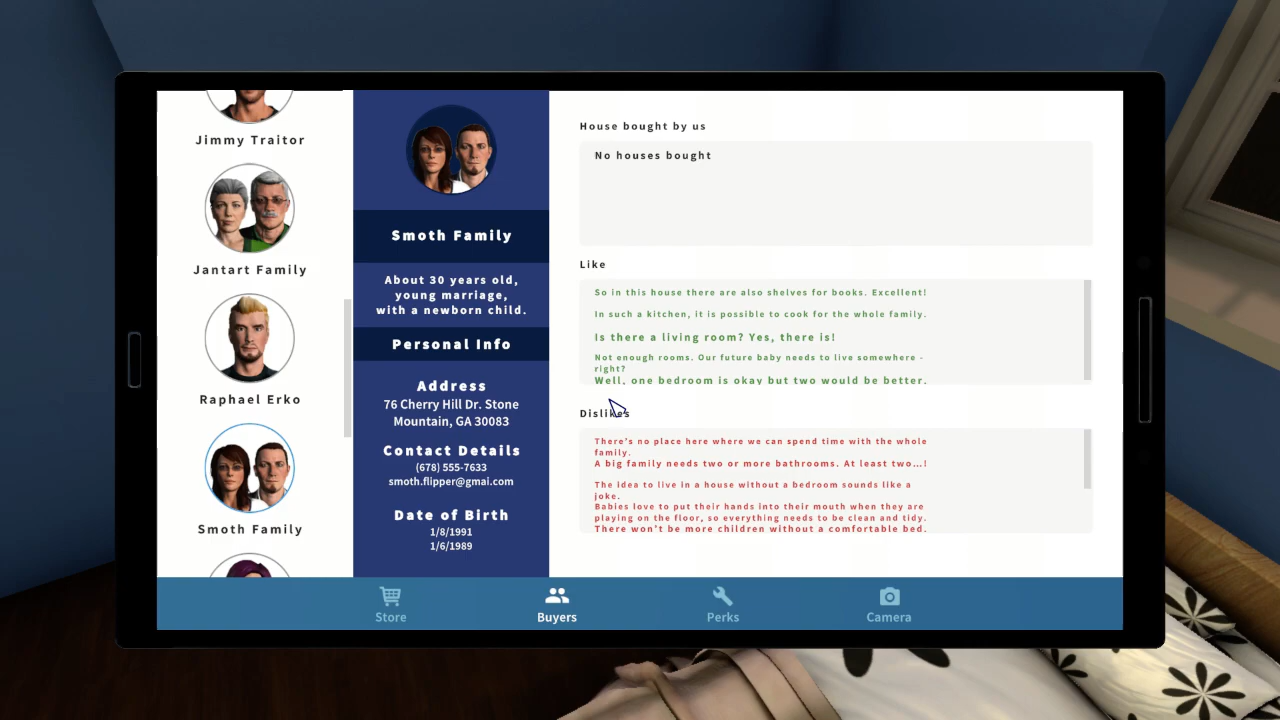 Jimmy Traitor
Jantart Family
Raphael Erko
Smoth Family
Smoth Family
About 30 years old,
young marriage,
with a newborn child.
Personal Info
Address
76 Cherry Hill Dr. Stone
Mountain, GA 30083
Contact Details
(678) 555-7633
smoth.flipper@gmai.com
Date of Birth
1/8/1991
1/6/1989
House bought by us
No houses bought
Like
So in this house there are also shelves for books. Excellent!
In such a kitchen, it is possible to cook for the whole family.
Is there a living room? Yes, there is!
Not enough rooms. Our future baby needs to live somewhere -
right?
Well, one bedroom is okay but two would be better.
Dislikes
There's no place here where we can spend time with the whole
family.
A big family needs two or more bathrooms. At least two...!
The idea to live in a house without a bedroom sounds like a
joke.
Babies love to put their hands into their mouth when they are
playing on the floor, so everything needs to be clean and tidy.
There won't be more children without a comfortable bed.
Store
Buyers
Perks
Camera